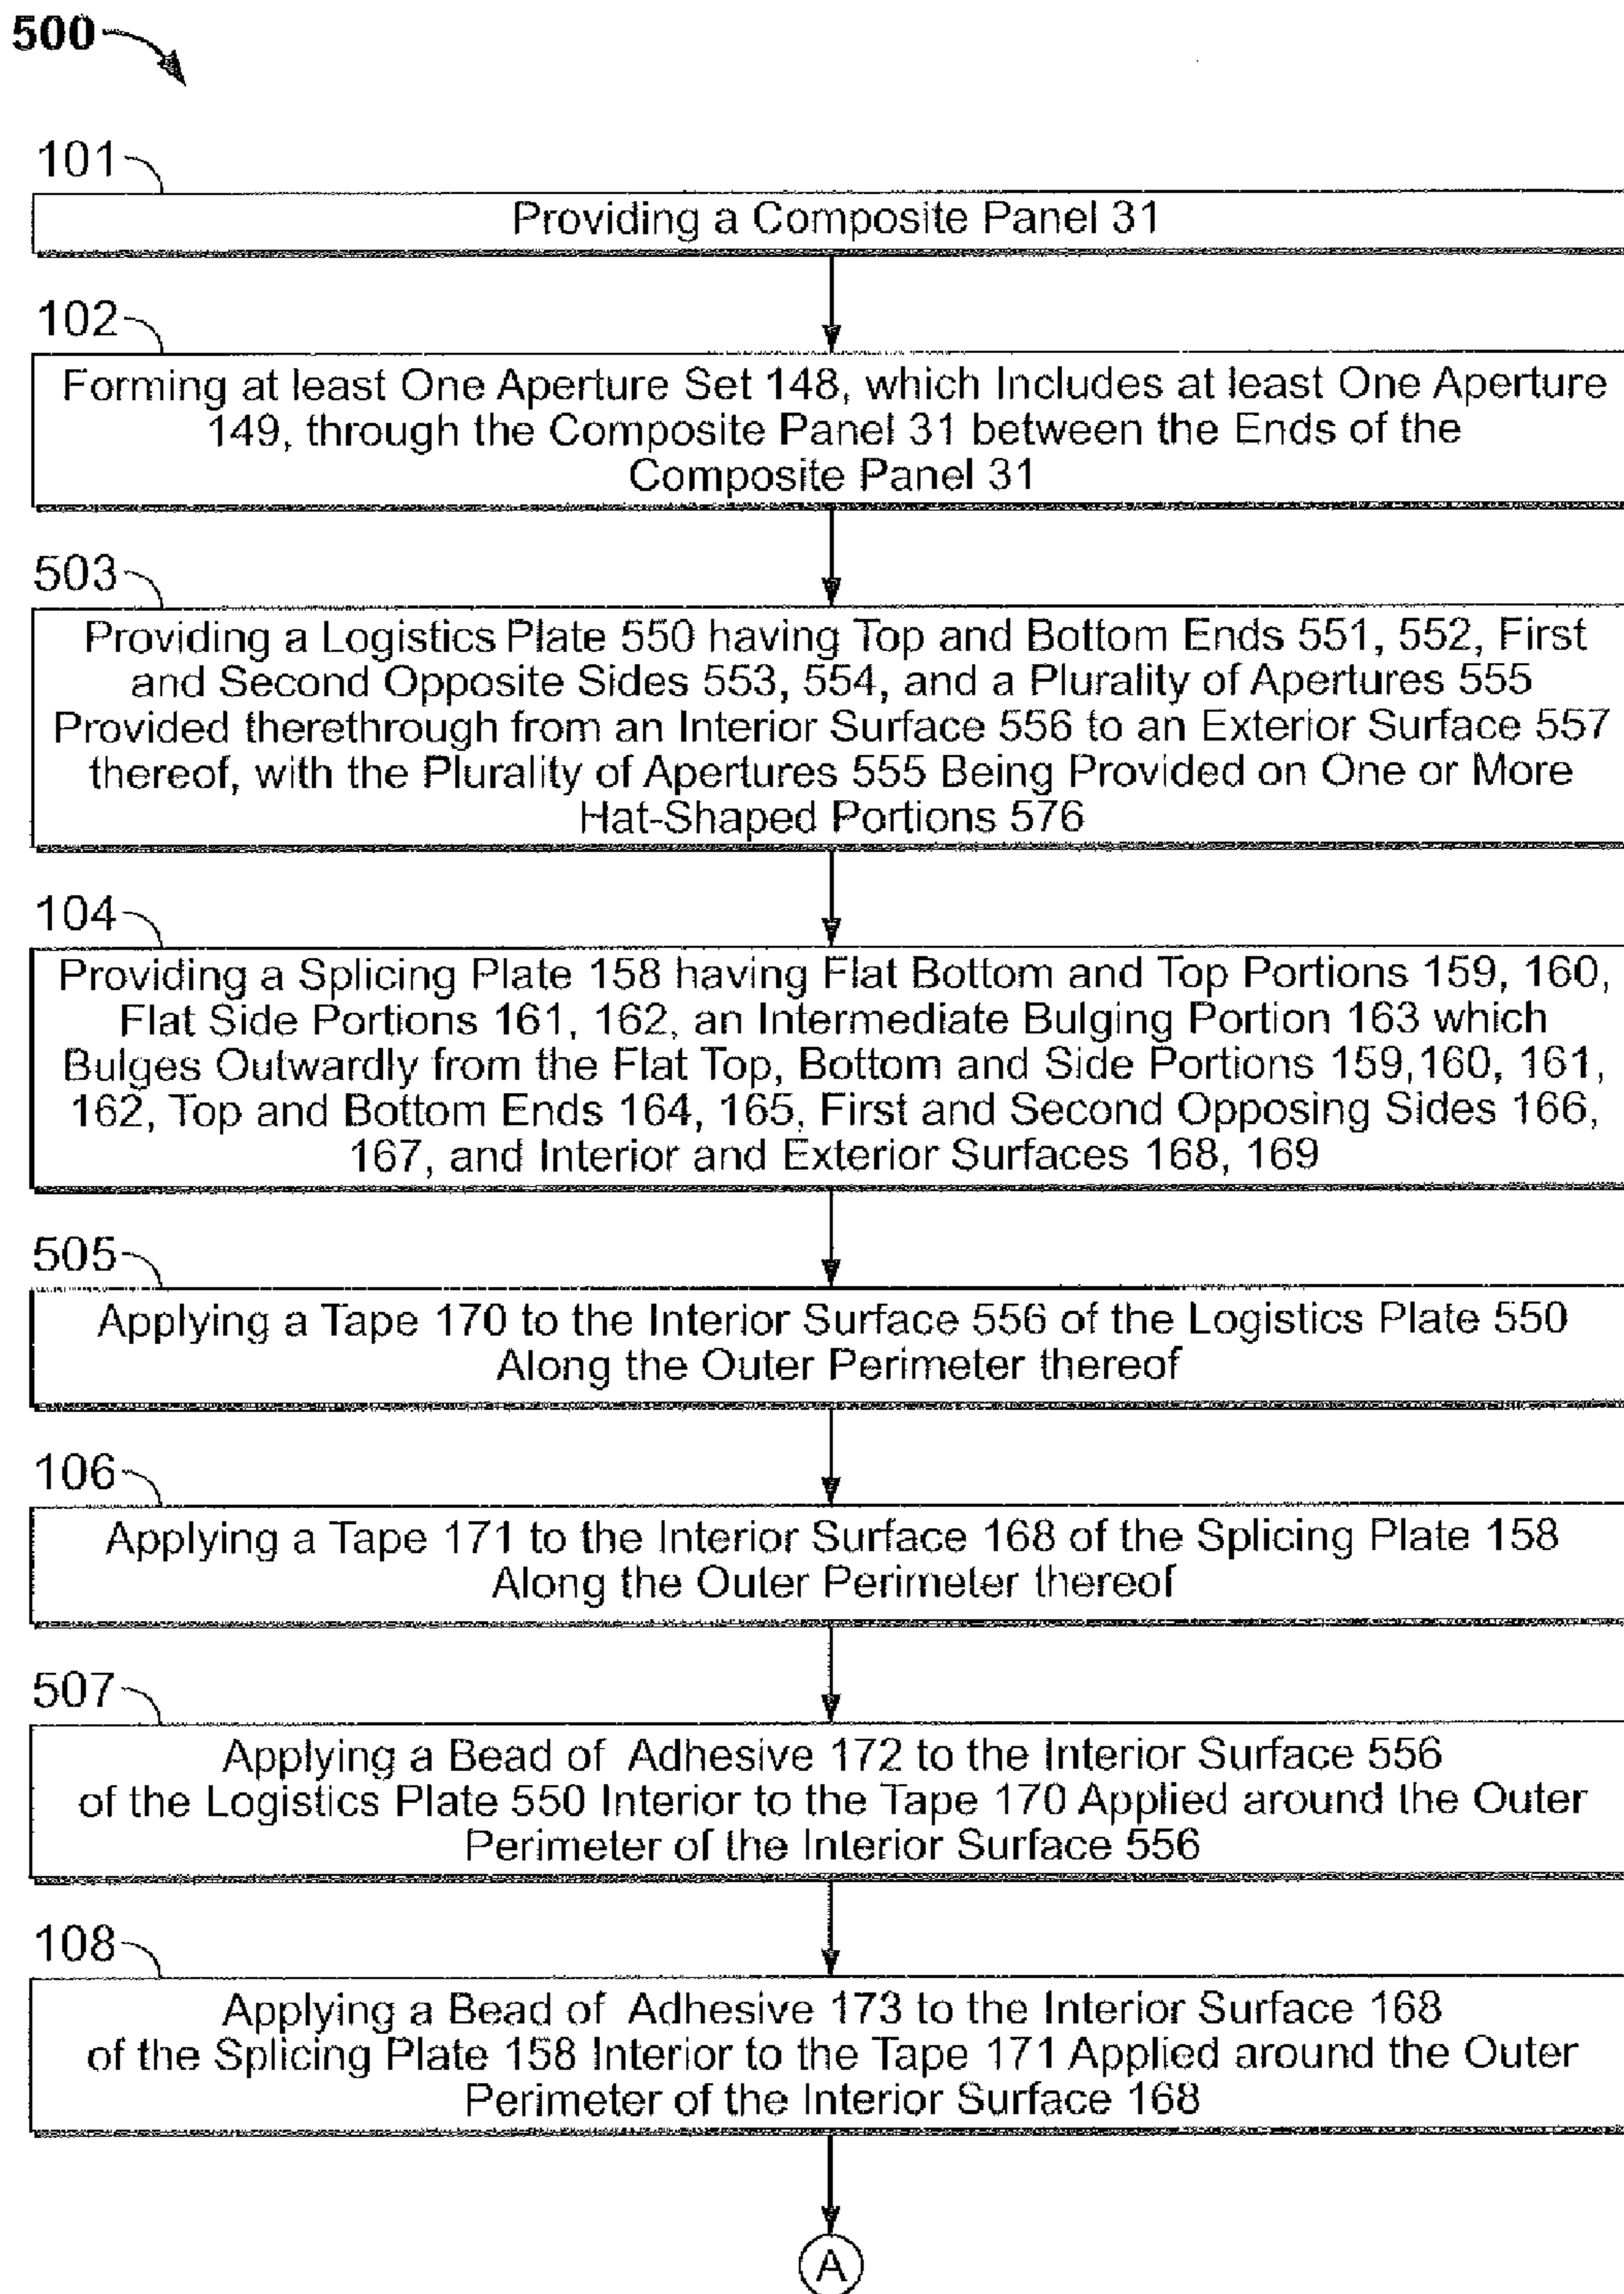 500
101
Providing a Composite Panel 31
102
Forming at least One Aperture Set 148, which Includes at least One Aperture
149, through the Composite Panel 31 between the Ends of the
Composite Panel 31
503
Providing a Logistics Plate 550 having Top and Bottom Ends 551, 552, First
and Second Opposite Sides 553, 554, and a Plurality of Apertures 555
Provided therethrough from an Interior Surface 556 to an Exterior Surface 557
thereof, with the Plurality of Apertures 555 Being Provided on One or More
Hat-Shaped Portions 576
104
Providing a Splicing Plate 158 having Flat Bottom and Top Portions 159, 160,
Flat Side Portions 161, 162, an Intermediate Bulging Portion 163 which
Bulges Outwardly from the Flat Top, Bottom and Side Portions 159,160, 161,
162, Top and Bottom Ends 164, 165, First and Second Opposing Sides 166,
167, and Interior and Exterior Surfaces 168, 169
505
Applying a Tape 170 to the Interior Surface 556 of the Logistics Plate 550
Along the Outer Perimeter thereof
106
Applying a Tape 171 to the Interior Surface 168 of the Splicing Plate 158
Along the Outer Perimeter thereof
507
Applying a Bead of Adhesive 172 to the Interior Surface 556
of the Logistics Plate 550 Interior to the Tape 170 Applied around the Outer
Perimeter of the Interior Surface 556
108
Applying a Bead of Adhesive 173 to the Interior Surface 168
of the Splicing Plate 158 Interior to the Tape 171 Applied around the Outer
Perimeter of the Interior Surface 168
A